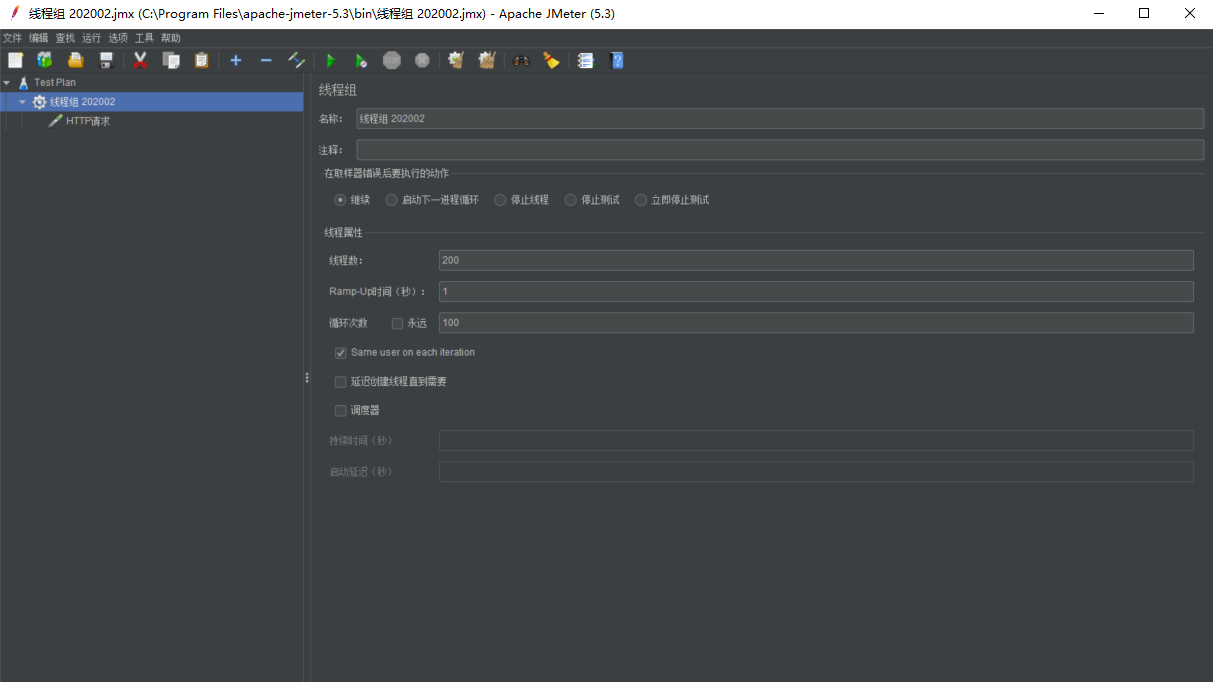 线程组 202002.jmx (C:\Program Files\apache-jmeter-5.3\bin\线程组 202002.jmx) - Apache JMeter (5.3)
文件 编辑 查找 运行 选项 工具 帮助
Test Plan
线程组 202002
HTTP请求
线程组
名称: 线程组 202002
注释:
在取样器错误后要执行的动作
继续 启动下一进程循环 停止线程 停止测试 立即停止测试
线程属性
线程数: 200
Ramp-Up时间（秒）: 1
循环次数 永远 100
Same user on each iteration
延迟创建线程直到需要
调度器
持续时间（秒）
启动延迟（秒）